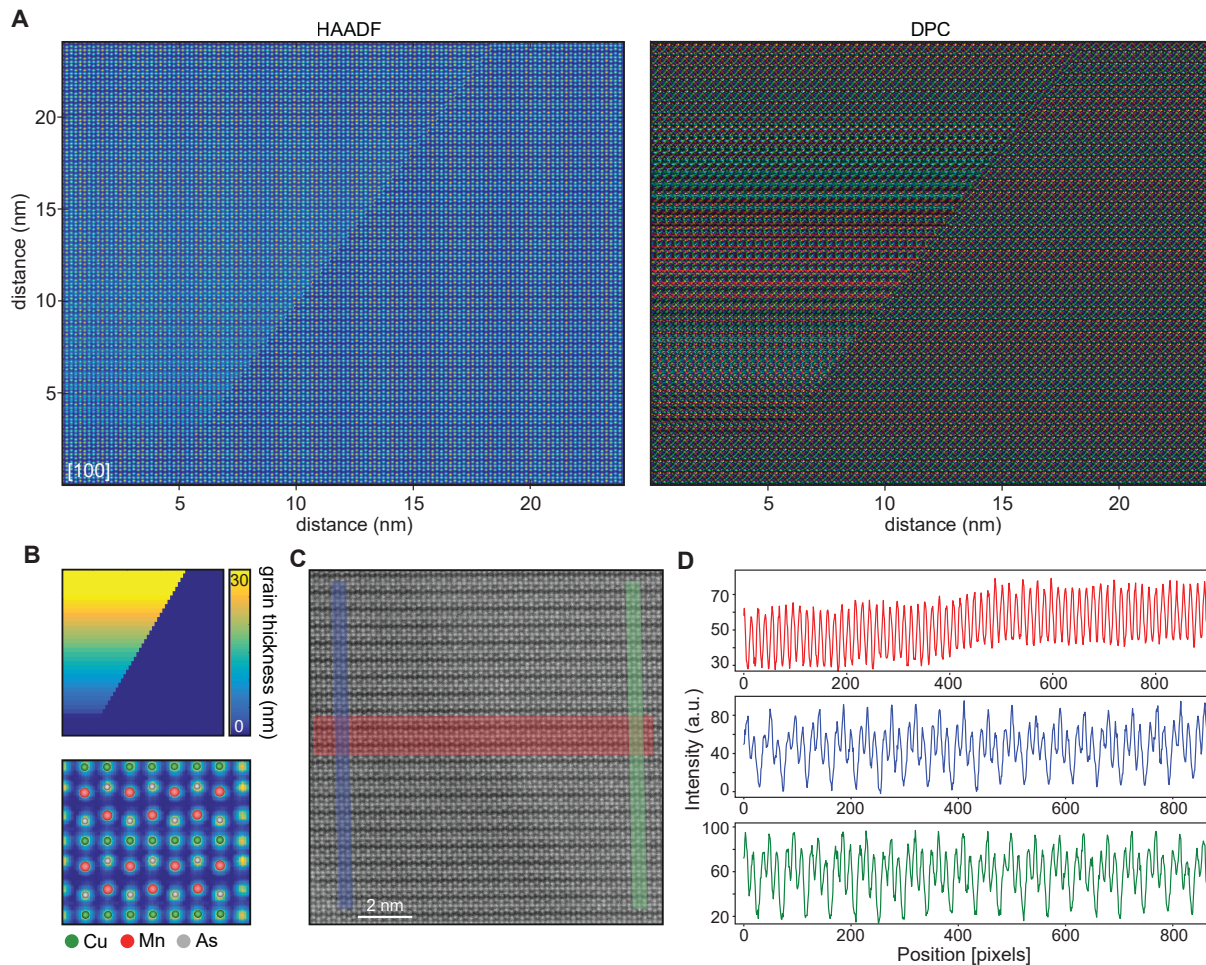 A
HAADF
DPC
distance (nm)
20
15
10
5
[100]
5 10 15 20
distance (nm)
5 10 15 20
distance (nm)
B
30
0
grain thickness (nm)
Cu Mn As
C
2 nm
D
Intensity (a.u.)
70
50
30
0 200 400 600 800
80
40
0
0 200 400 600 800
100
60
20
0 200 400 600 800
Position [pixels]